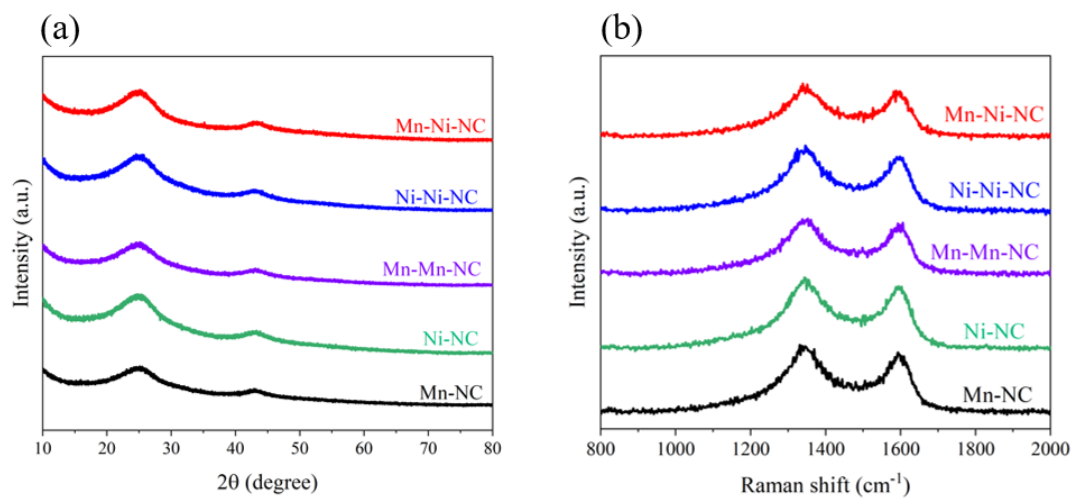 (a)
Intensity (a.u.)
Mn-Ni-NC
Ni-Ni-NC
Mn-Mn-NC
Ni-NC
Mn-NC
10 20 30 40 50 60 70 80
2θ (degree)
(b)
Intensity (a.u.)
Mn-Ni-NC
Ni-Ni-NC
Mn-Mn-NC
Ni-NC
Mn-NC
800 1000 1200 1400 1600 1800 2000
Raman shift (cm⁻¹)